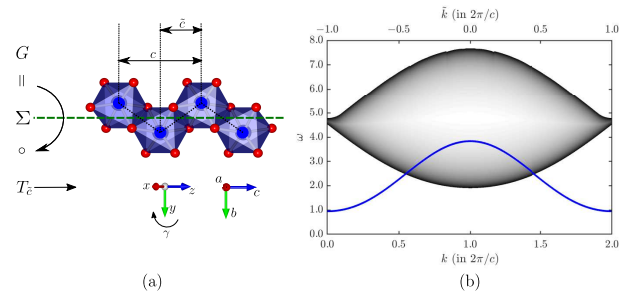 c̃
c
G
=
Σ
∘
T_c̃
x z
y
γ
a c
b
(a)
k̃ (in 2π/c)
−1.0 −0.5 0.0 0.5 1.0
8.0
7.0
6.0
5.0
4.0
3.0
2.0
1.0
0.0
ω
0.0 0.5 1.0 1.5 2.0
k (in 2π/c)
(b)